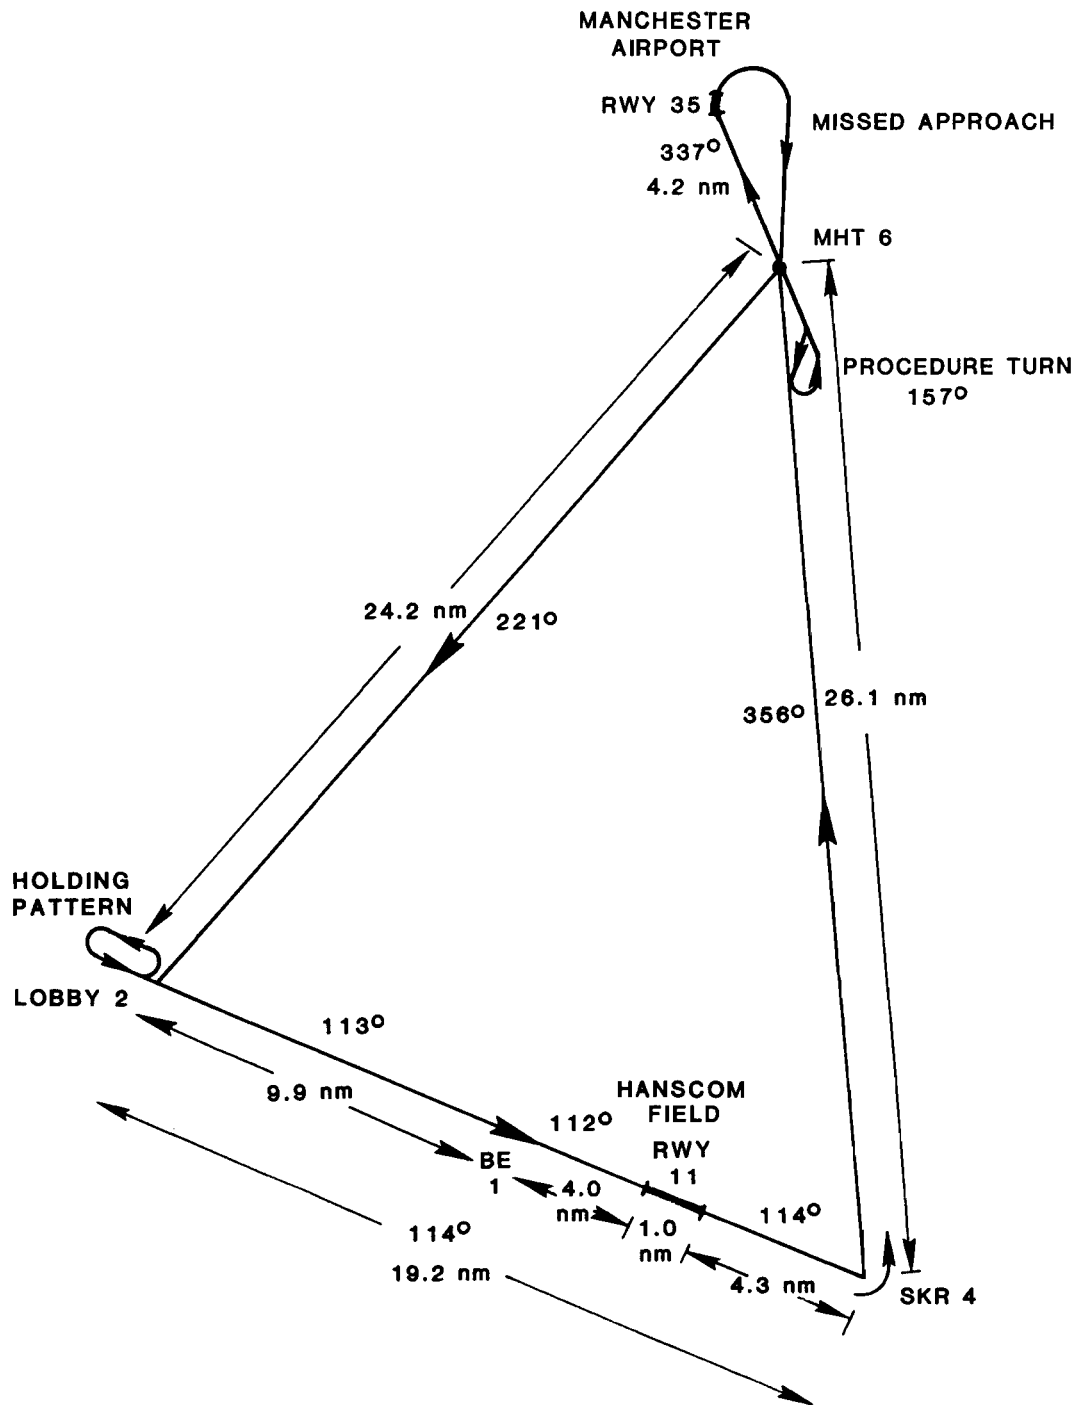 MANCHESTER
AIRPORT
RWY 35
MISSED APPROACH
337°
4.2 nm
MHT 6
PROCEDURE TURN
157°
24.2 nm
221°
356°
26.1 nm
HOLDING
PATTERN
LOBBY 2
113°
9.9 nm
HANSCOM
FIELD
112°
RWY
11
BE
1
4.0
nm
114°
1.0
nm
114°
19.2 nm
4.3 nm
SKR 4